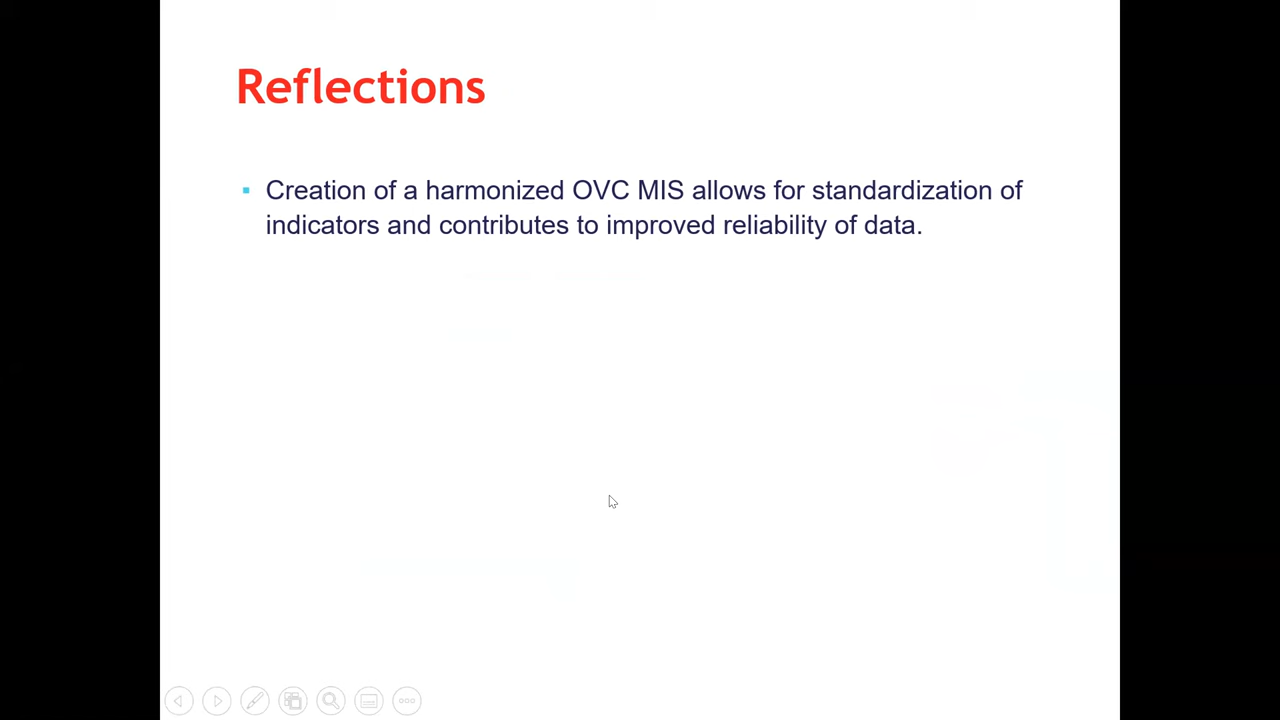 Reflections
Creation of a harmonized OVC MIS allows for standardization of
indicators and contributes to improved reliability of data.